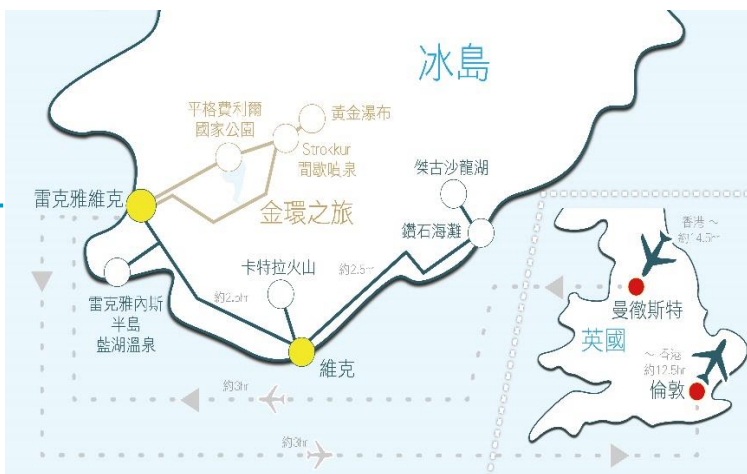 冰島
平格費利爾
國家公園
黃金瀑布
Strokkur
間歇噴泉
傑古沙龍湖
雷克雅維克
金環之旅
鑽石海灘
香港 ~
約14.5hr
卡特拉火山
約2.5hr
約2.5hr
雷克雅內斯
半島
藍湖溫泉
曼徹斯特
英國
維克
~ 香港
約12.5hr
倫敦
約3hr
約3hr